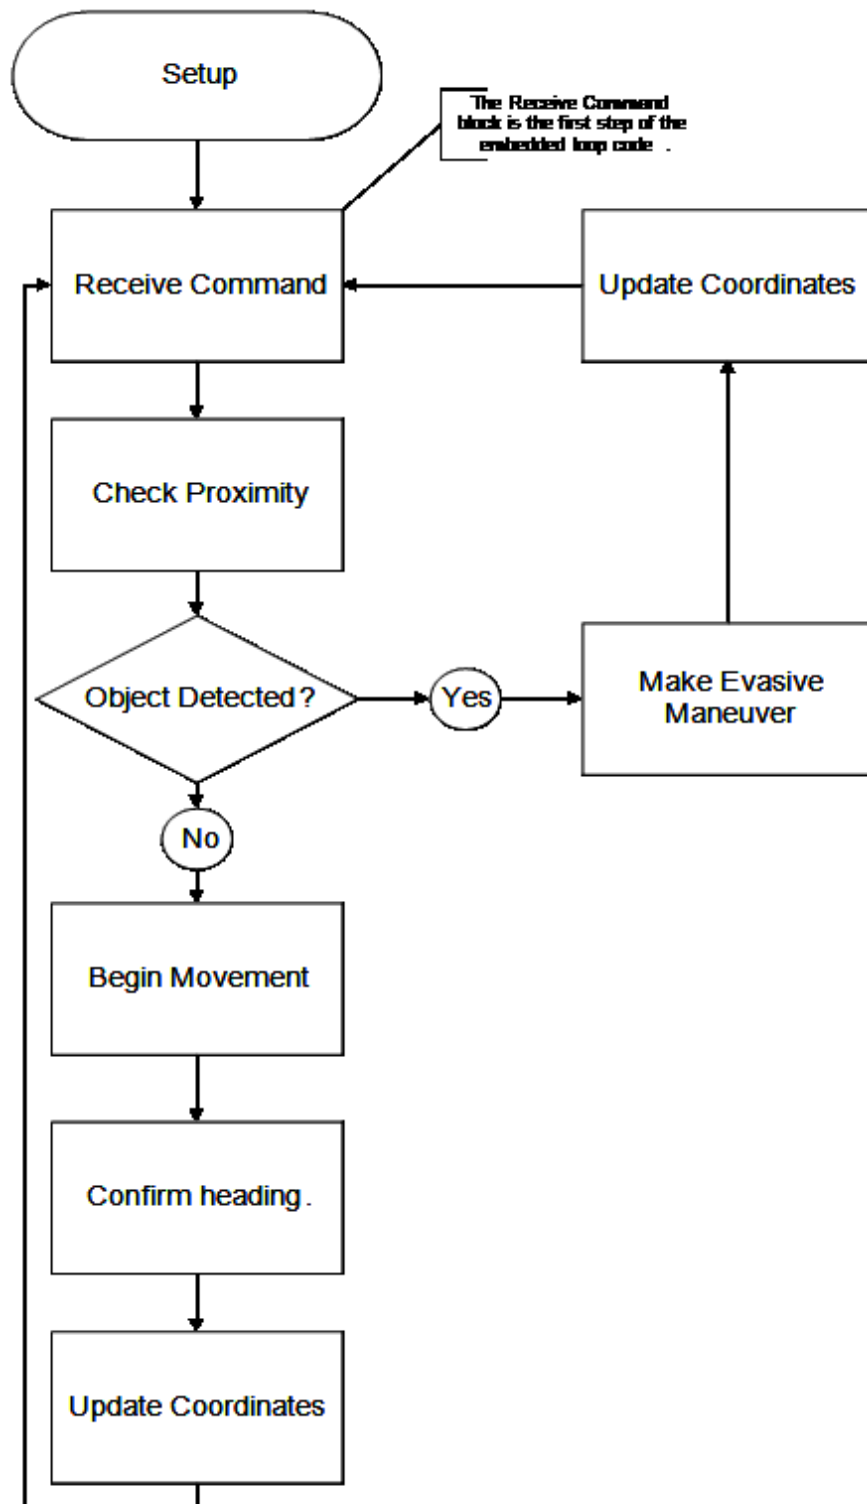 Setup
The Receive Command
block is the first step of the
embedded loop code .
Receive Command
Update Coordinates
Check Proximity
Object Detected ?
Yes
Make Evasive
Maneuver
No
Begin Movement
Confirm heading .
Update Coordinates